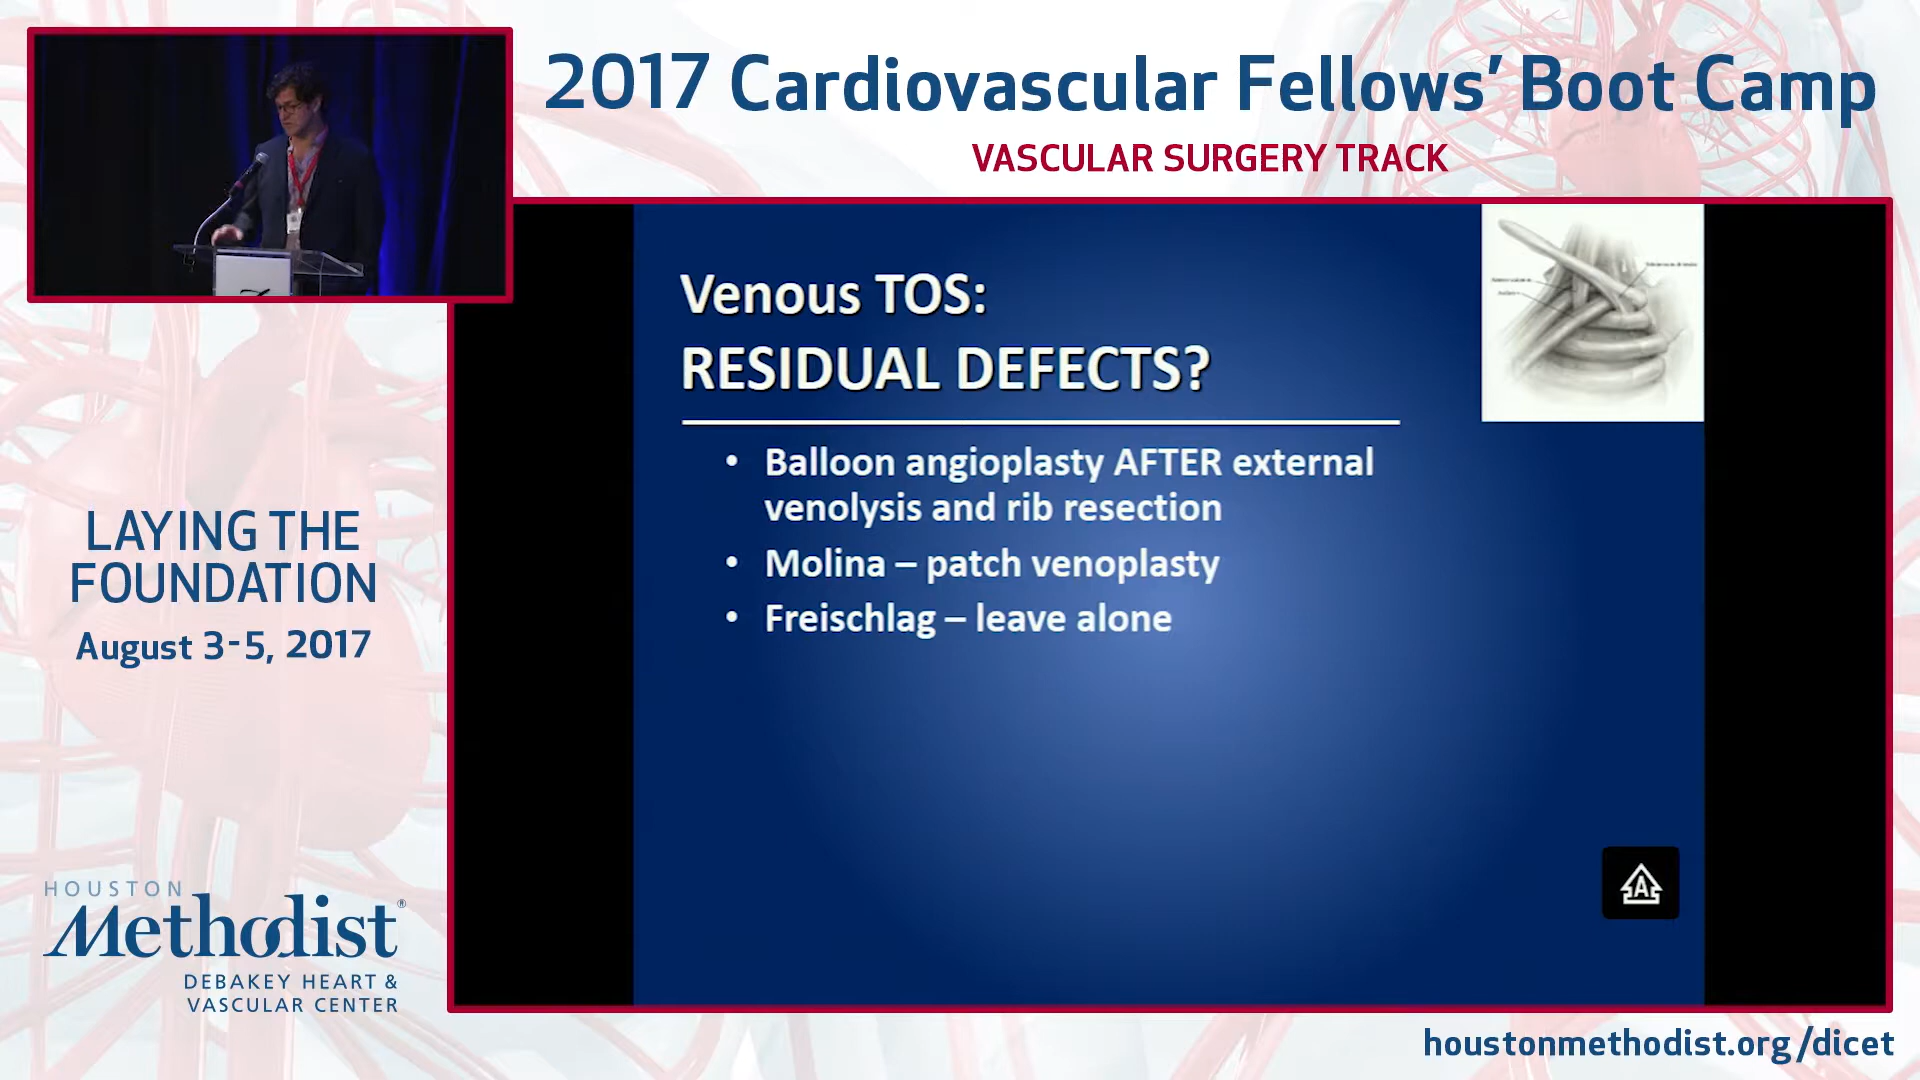 2017 Cardiovascular Fellows’ Boot Camp
VASCULAR SURGERY TRACK
Venous TOS:
RESIDUAL DEFECTS?
• Balloon angioplasty AFTER external
venolysis and rib resection
• Molina – patch venoplasty
• Freischlag – leave alone
A
LAYING THE
FOUNDATION
August 3-5, 2017
HOUSTON
Methodist®
DEBAKEY HEART &
VASCULAR CENTER
houstonmethodist.org/dicet